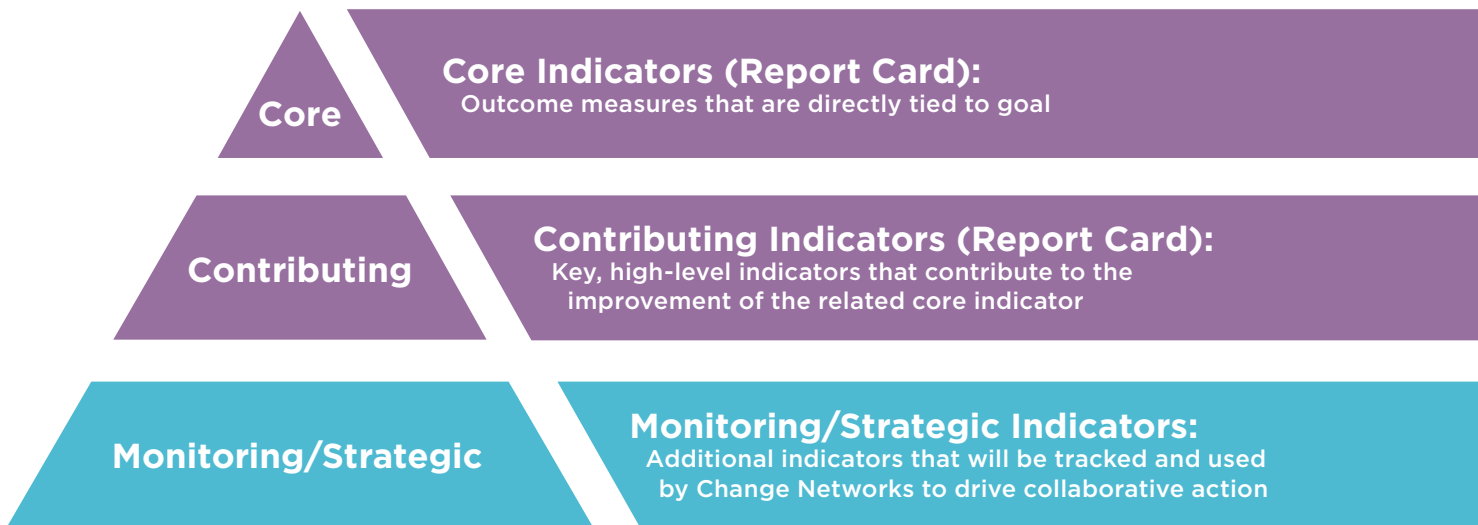 Core
Core Indicators (Report Card):
Outcome measures that are directly tied to goal
Contributing
Contributing Indicators (Report Card):
Key, high-level indicators that contribute to the
improvement of the related core indicator
Monitoring/Strategic
Monitoring/Strategic Indicators:
Additional indicators that will be tracked and used
by Change Networks to drive collaborative action